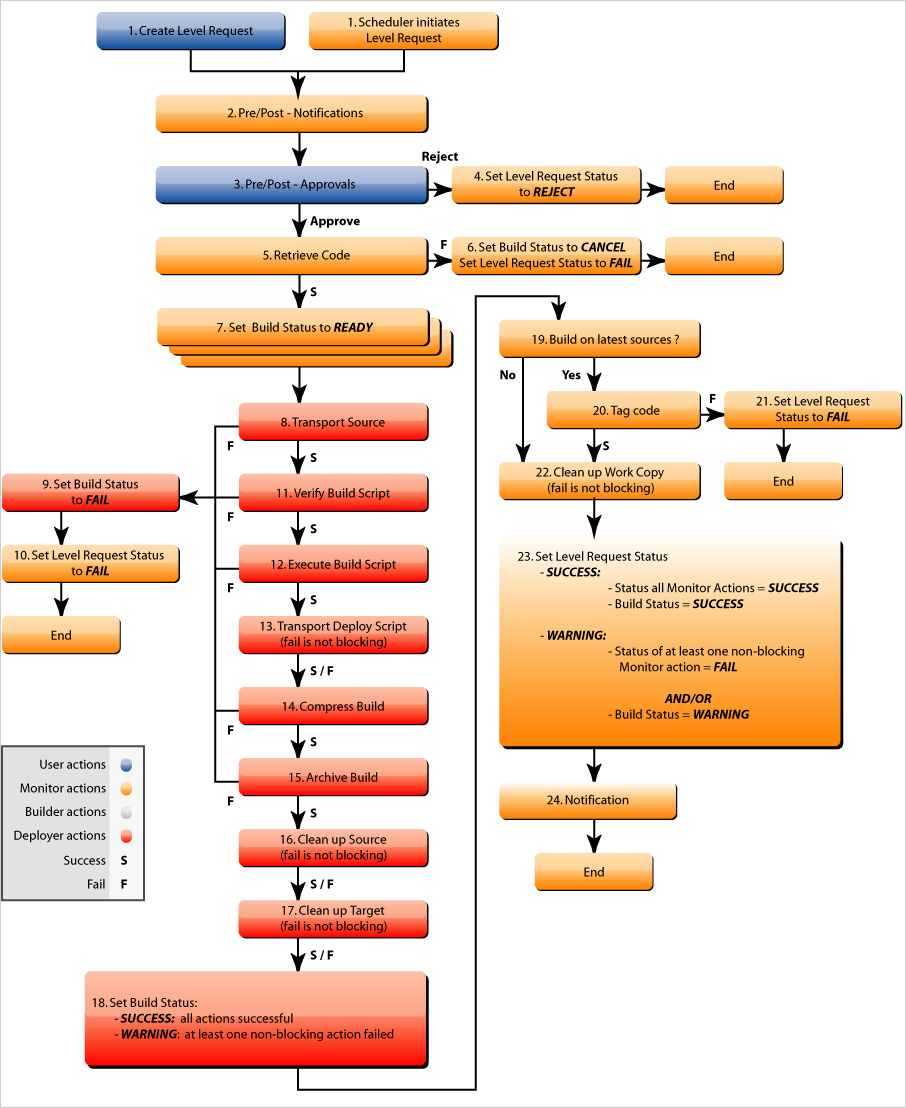 1. Create Level Request
1. Scheduler initiates
Level Request
2. Pre/Post - Notifications
3. Pre/Post - Approvals
Reject
4. Set Level Request Status
to REJECT
End
Approve
5. Retrieve Code
F
6. Set Build Status to CANCEL
Set Level Request Status to FAIL
End
S
7. Set Build Status to READY
8. Transport Source
F
S
9. Set Build Status
to FAIL
10. Set Level Request Status
to FAIL
End
11. Verify Build Script
F
S
12. Execute Build Script
F
S
13. Transport Deploy Script
(fail is not blocking)
S / F
14. Compress Build
F
S
15. Archive Build
F
S
16. Clean up Source
(fail is not blocking)
S / F
17. Clean up Target
(fail is not blocking)
S / F
18. Set Build Status:
- SUCCESS: all actions successful
- WARNING: at least one non-blocking action failed
19. Build on latest sources ?
No
Yes
20. Tag code
F
21. Set Level Request
Status to FAIL
End
S
22. Clean up Work Copy
(fail is not blocking)
23. Set Level Request Status
- SUCCESS:
- Status all Monitor Actions = SUCCESS
- Build Status = SUCCESS
- WARNING:
- Status of at least one non-blocking
Monitor action = FAIL
AND/OR
- Build Status = WARNING
24. Notification
End
User actions
Monitor actions
Builder actions
Deployer actions
Success S
Fail F